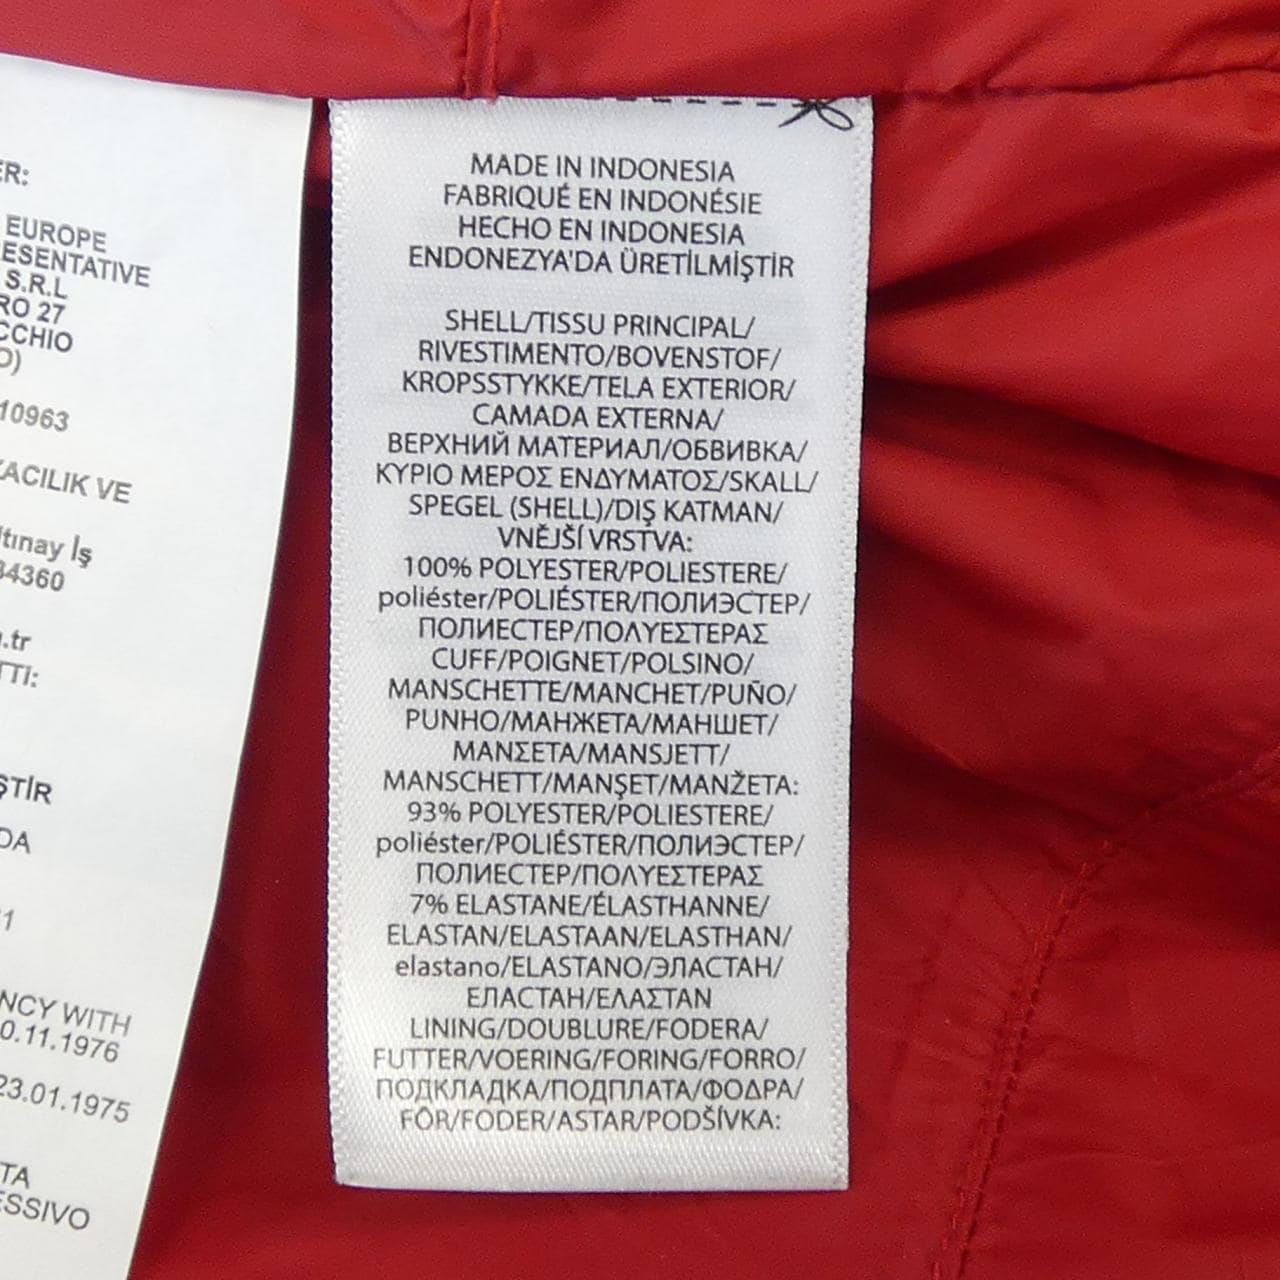 ER:
EUROPE
ESENTATIVE
S.R.L
RO 27
CCHIO
O)
10963
ACILIK VE
ltınay İş
34360
.tr
TTI:
ŞTİR
DA
1
NCY WITH
0.11.1976
23.01.1975
TA
ESSIVO
MADE IN INDONESIA
FABRIQUÉ EN INDONÉSIE
HECHO EN INDONESIA
ENDONEZYA'DA ÜRETİLMİŞTİR
SHELL/TISSU PRINCIPAL/
RIVESTIMENTO/BOVENSTOF/
KROPSSTYKKE/TELA EXTERIOR/
CAMADA EXTERNA/
ВЕРХНИЙ МАТЕРИАЛ/ОБВИВКА/
ΚΥΡΙΟ ΜΕΡΟΣ ΕΝΔΥΜΑΤΟΣ/SKALL/
SPEGEL (SHELL)/DIŞ KATMAN/
VNĚJŠÍ VRSTVA:
100% POLYESTER/POLIESTERE/
poliéster/POLIÉSTER/ПОЛИЭСТЕР/
ПОЛИЕСТЕР/ΠΟΛΥΕΣΤΕΡΑΣ
CUFF/POIGNET/POLSINO/
MANSCHETTE/MANCHET/PUÑO/
PUNHO/МАНЖЕТА/МАНШЕТ/
ΜΑΝΣΕΤΑ/MANSJETT/
MANSCHETT/MANŞET/MANŽETA:
93% POLYESTER/POLIESTERE/
poliéster/POLIÉSTER/ПОЛИЭСТЕР/
ПОЛИЕСТЕР/ΠΟΛΥΕΣΤΕΡΑΣ
7% ELASTANE/ÉLASTHANNE/
ELASTAN/ELASTAAN/ELASTHAN/
elastano/ELASTANO/ЭЛАСТАН/
ЕЛАСТАН/ΕΛΑΣΤΑΝ
LINING/DOUBLURE/FODERA/
FUTTER/VOERING/FORING/FORRO/
ПОДКЛАДКА/ПОДПЛАТА/ΦΟΔΡΑ/
FÔR/FODER/ASTAR/PODŠÍVKA: